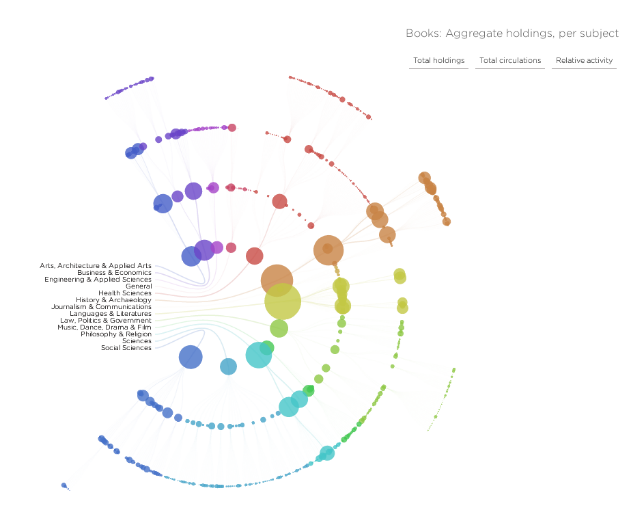 Books: Aggregate holdings, per subject
Total holdings Total circulations Relative activity
Arts, Architecture & Applied Arts
Business & Economics
Engineering & Applied Sciences
General
Health Sciences
History & Archaeology
Journalism & Communications
Languages & Literatures
Law, Politics & Government
Music, Dance, Drama & Film
Philosophy & Religion
Sciences
Social Sciences